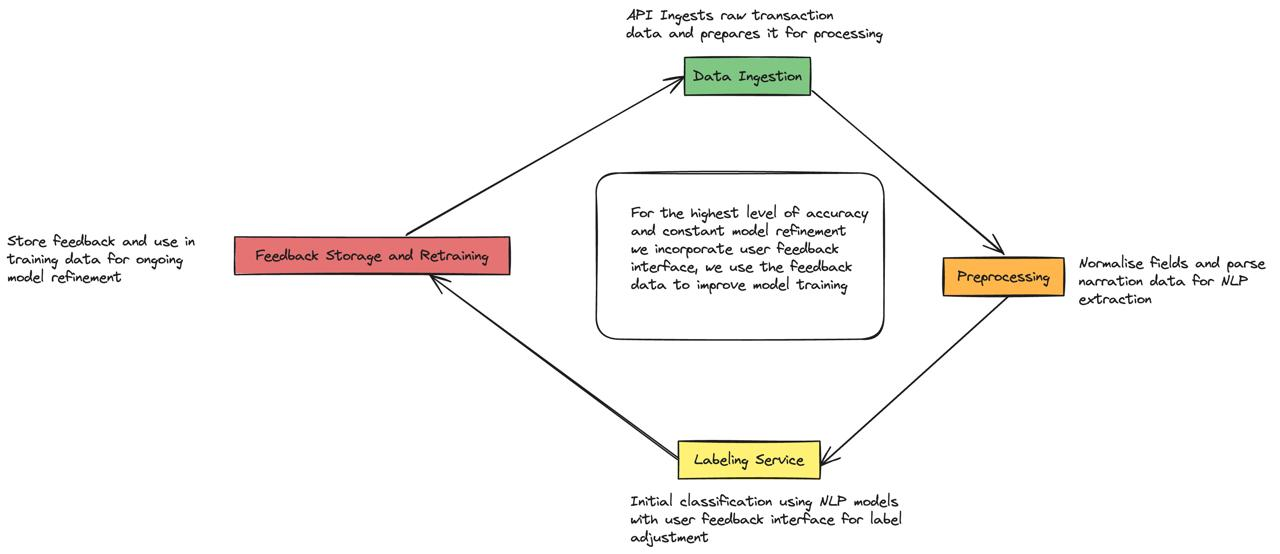 API Ingests raw transaction
data and prepares it for processing
Data Ingestion
For the highest level of accuracy
and constant model refinement
we incorporate user feedback
interface, we use the feedback
data to improve model training
Store feedback and use in
training data for ongoing
model refinement
Feedback Storage and Retraining
Preprocessing
Normalise fields and parse
narration data for NLP
extraction
Labeling Service
Initial classification using NLP models
with user feedback interface for label
adjustment